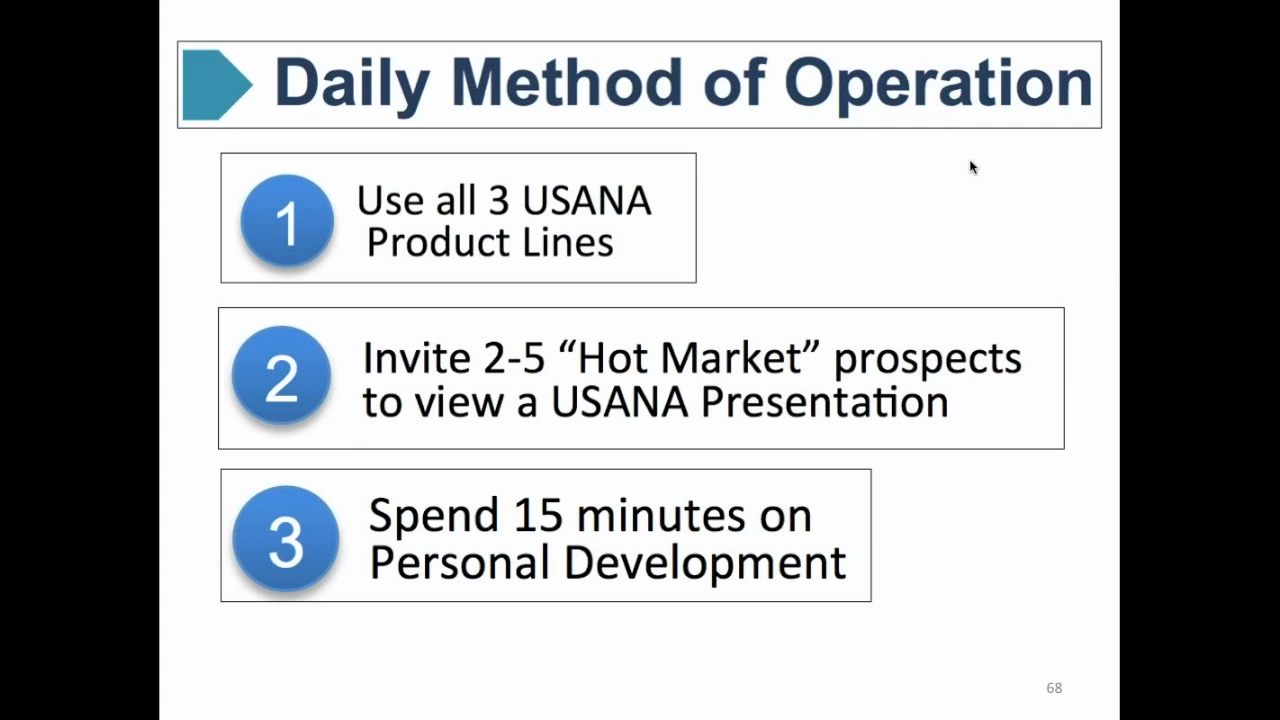 Daily Method of Operation
1
Use all 3 USANA
Product Lines
2
Invite 2-5 “Hot Market” prospects
to view a USANA Presentation
3
Spend 15 minutes on
Personal Development
68